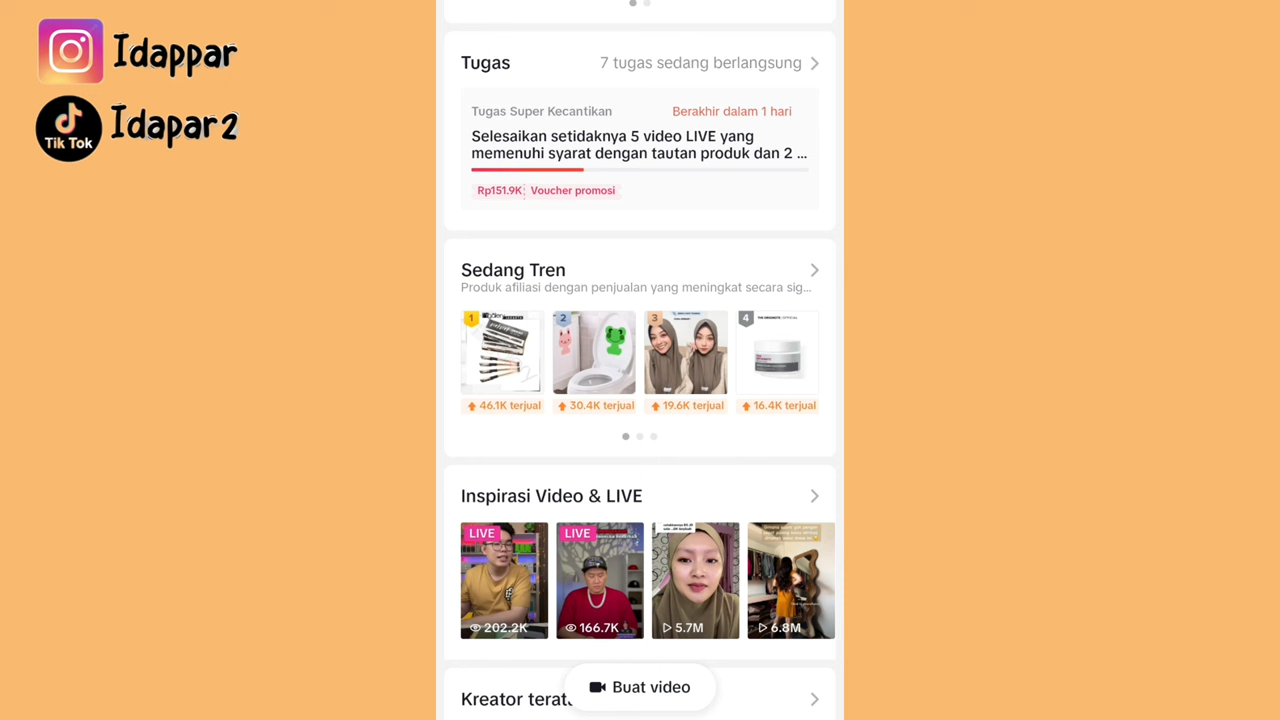 Idappar
Tik Tok
Idapar2
Tugas
7 tugas sedang berlangsung
Tugas Super Kecantikan
Berakhir dalam 1 hari
Selesaikan setidaknya 5 video LIVE yang
memenuhi syarat dengan tautan produk dan 2 ...
Rp151.9K
Voucher promosi
Sedang Tren
Produk afiliasi dengan penjualan yang meningkat secara sig...
1
2
3
4
46.1K terjual
30.4K terjual
19.6K terjual
16.4K terjual
Inspirasi Video & LIVE
LIVE
LIVE
202.2K
166.7K
5.7M
6.8M
Kreator terat
Buat video